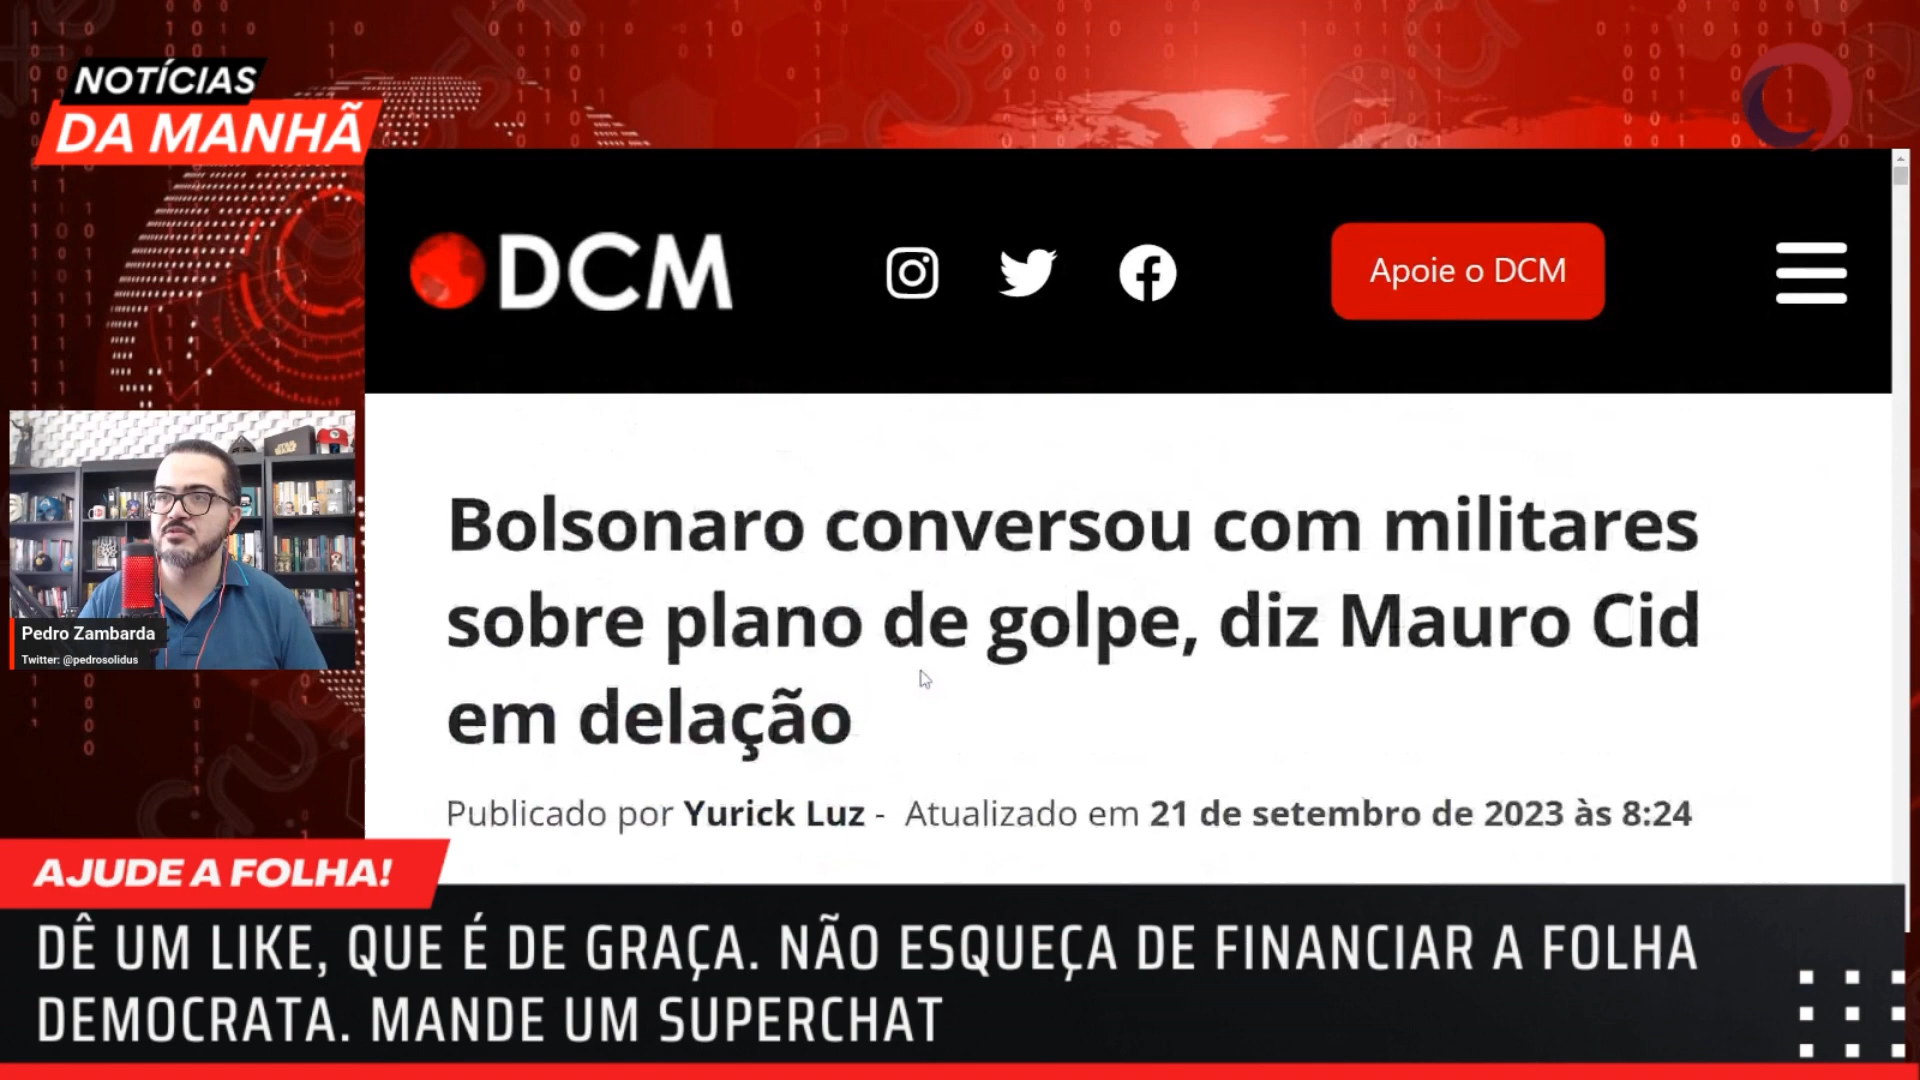 NOTÍCIAS
DA MANHÃ
DCM
Apoie o DCM
Bolsonaro conversou com militares
sobre plano de golpe, diz Mauro Cid
em delação
Publicado por Yurick Luz - Atualizado em 21 de setembro de 2023 às 8:24
Pedro Zambarda
Twitter: @pedrosolidus
AJUDE A FOLHA!
DÊ UM LIKE, QUE É DE GRAÇA. NÃO ESQUEÇA DE FINANCIAR A FOLHA
DEMOCRATA. MANDE UM SUPERCHAT